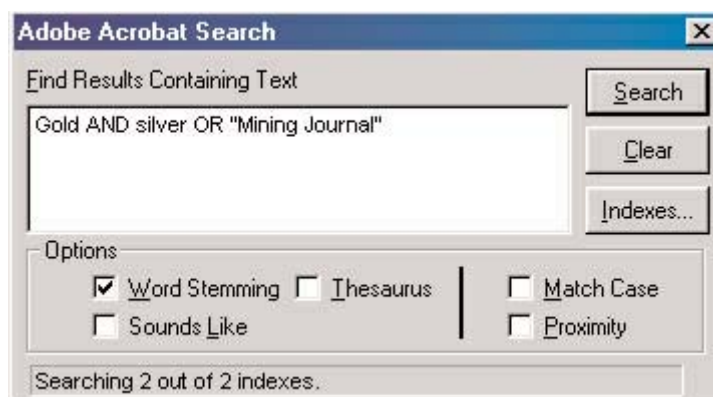 Adobe Acrobat Search
Find Results Containing Text
Search
Gold AND silver OR "Mining Journal"
Clear
Indexes...
Options
Word Stemming Thesaurus Match Case
Sounds Like Proximity
Searching 2 out of 2 indexes.